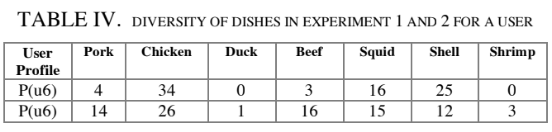 TABLE IV. DIVERSITY OF DISHES IN EXPERIMENT 1 AND 2 FOR A USER
User Profile Pork Chicken Duck Beef Squid Shell Shrimp
P(u6) 4 34 0 3 16 25 0
P(u6) 14 26 1 16 15 12 3